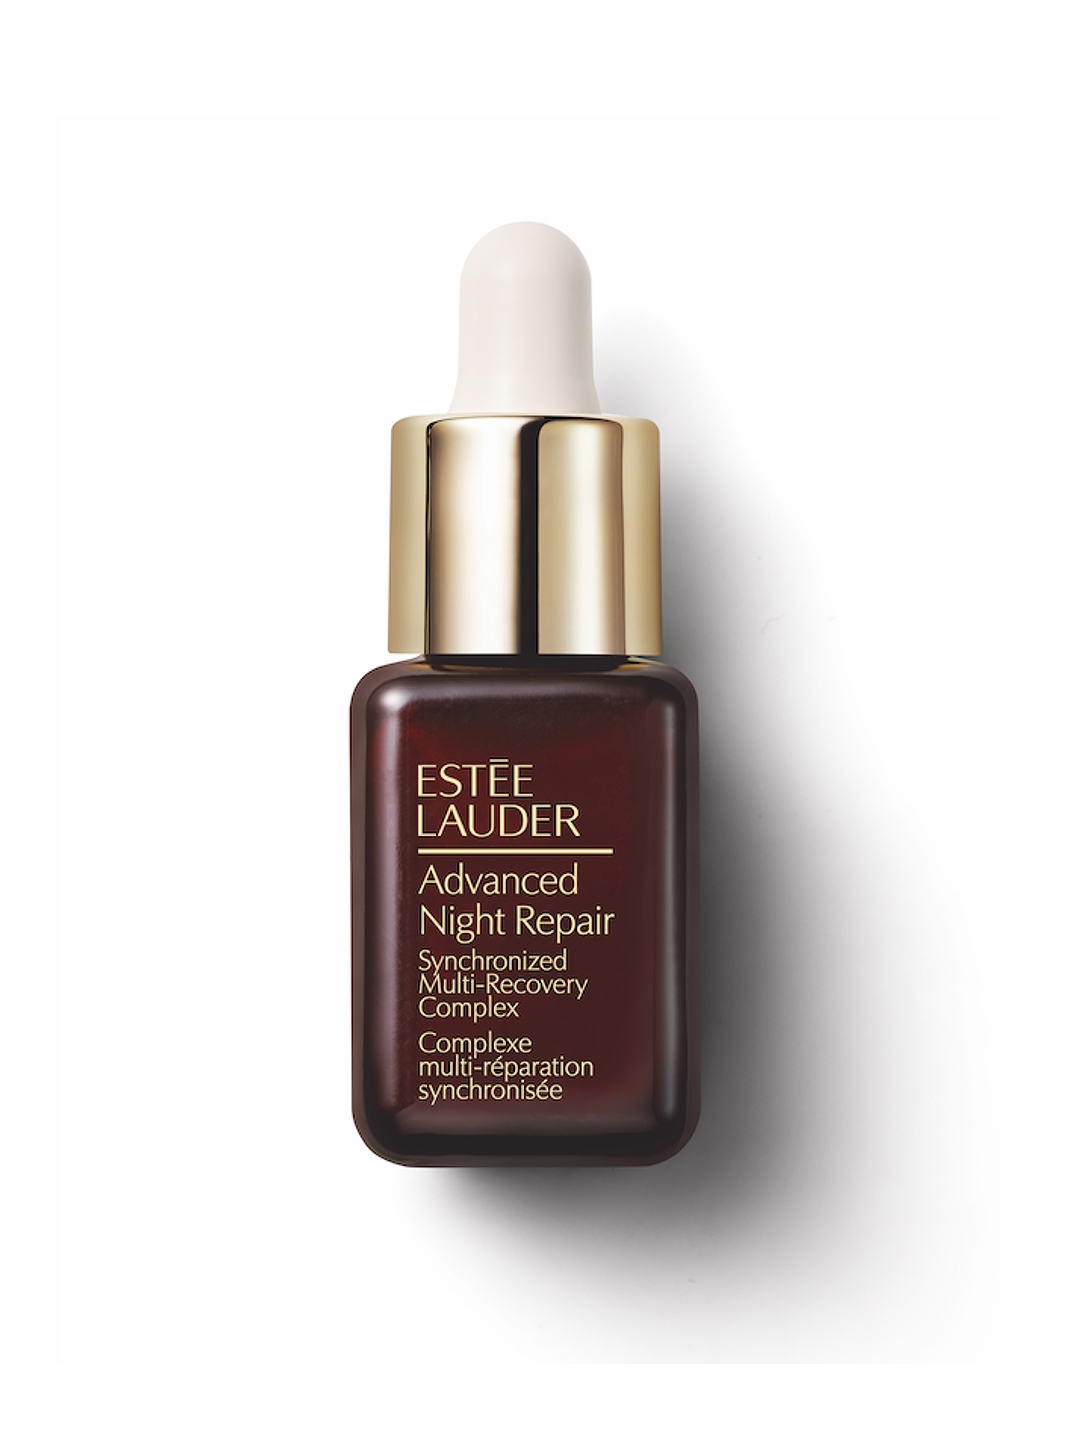 ESTĒE
LAUDER
Advanced
Night Repair
Synchronized
Multi-Recovery
Complex
Complexe
multi-réparation
synchronisée